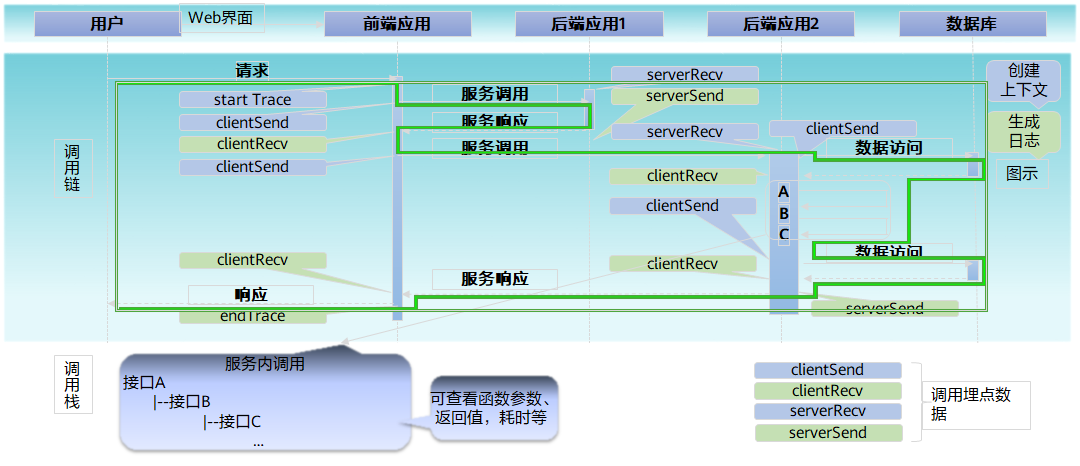 用户
Web界面
前端应用
后端应用1
后端应用2
数据库
请求
serverRecv
创建
上下文
start Trace
服务调用
serverSend
clientSend
服务响应
serverRecv
clientSend
生成
日志
clientRecv
服务调用
数据访问
clientSend
图示
调
用
链
clientRecv
A
clientSend
B
C
数据访问
clientRecv
clientRecv
服务响应
响应
serverSend
endTrace
调
用
栈
服务内调用
接口A
|--接口B
|--接口C
...
可查看函数参数、
返回值，耗时等
clientSend
clientRecv
serverRecv
serverSend
调用埋点数
据